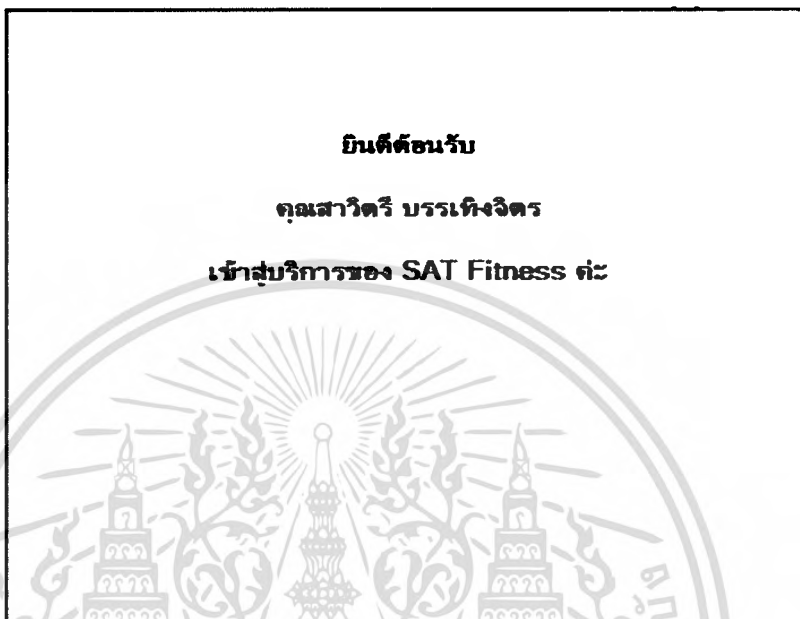 ยินดีต้อนรับ
คุณสาวิตรี บรรเทิงจิตร
เข้าสู่บริการของ SAT Fitness ค่ะ